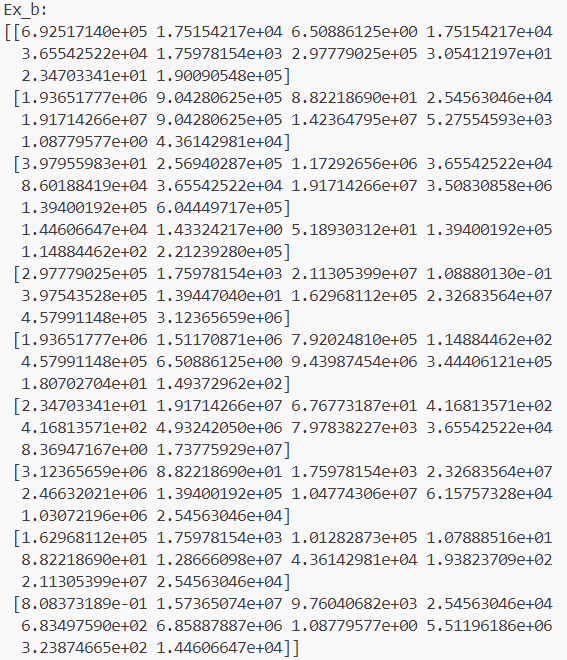 Ex_b:
[[6.92517140e+05 1.75154217e+04 6.50886125e+00 1.75154217e+04
3.65542522e+04 1.75978154e+03 2.97779025e+05 3.05412197e+01
2.34703341e+01 1.90090548e+05]
[1.93651777e+06 9.04280625e+05 8.82218690e+01 2.54563046e+04
1.91714266e+07 9.04280625e+05 1.42364795e+07 5.27554593e+03
1.08779577e+00 4.36142981e+04]
[3.97955983e+01 2.56940287e+05 1.17292656e+06 3.65542522e+04
8.60188419e+04 3.65542522e+04 1.91714266e+07 3.50830858e+06
1.39400192e+05 6.04449717e+05]
1.44606647e+04 1.43324217e+00 5.18930312e+01 1.39400192e+05
1.14884462e+02 2.21239280e+05]
[2.97779025e+05 1.75978154e+03 2.11305399e+07 1.08880130e-01
3.97543528e+05 1.39447040e+01 1.62968112e+05 2.32683564e+07
4.57991148e+05 3.12365659e+06]
[1.93651777e+06 1.51170871e+06 7.92024810e+05 1.14884462e+02
4.57991148e+05 6.50886125e+00 9.43987454e+06 3.44406121e+05
1.80702704e+01 1.49372962e+02]
[2.34703341e+01 1.91714266e+07 6.76773187e+01 4.16813571e+02
4.16813571e+02 4.93242050e+06 7.97838227e+03 3.65542522e+04
8.36947167e+00 1.73775929e+07]
[3.12365659e+06 8.82218690e+01 1.75978154e+03 2.32683564e+07
2.46632021e+06 1.39400192e+05 1.04774306e+07 6.15757328e+04
1.03072196e+06 2.54563046e+04]
[1.62968112e+05 1.75978154e+03 1.01282873e+05 1.07888516e+01
8.82218690e+01 1.28666098e+07 4.36142981e+04 1.93823709e+02
2.11305399e+07 2.54563046e+04]
[8.08373189e-01 1.57365074e+07 9.76040682e+03 2.54563046e+04
6.83497590e+02 6.85887887e+06 1.08779577e+00 5.51196186e+06
3.23874665e+02 1.44606647e+04]]